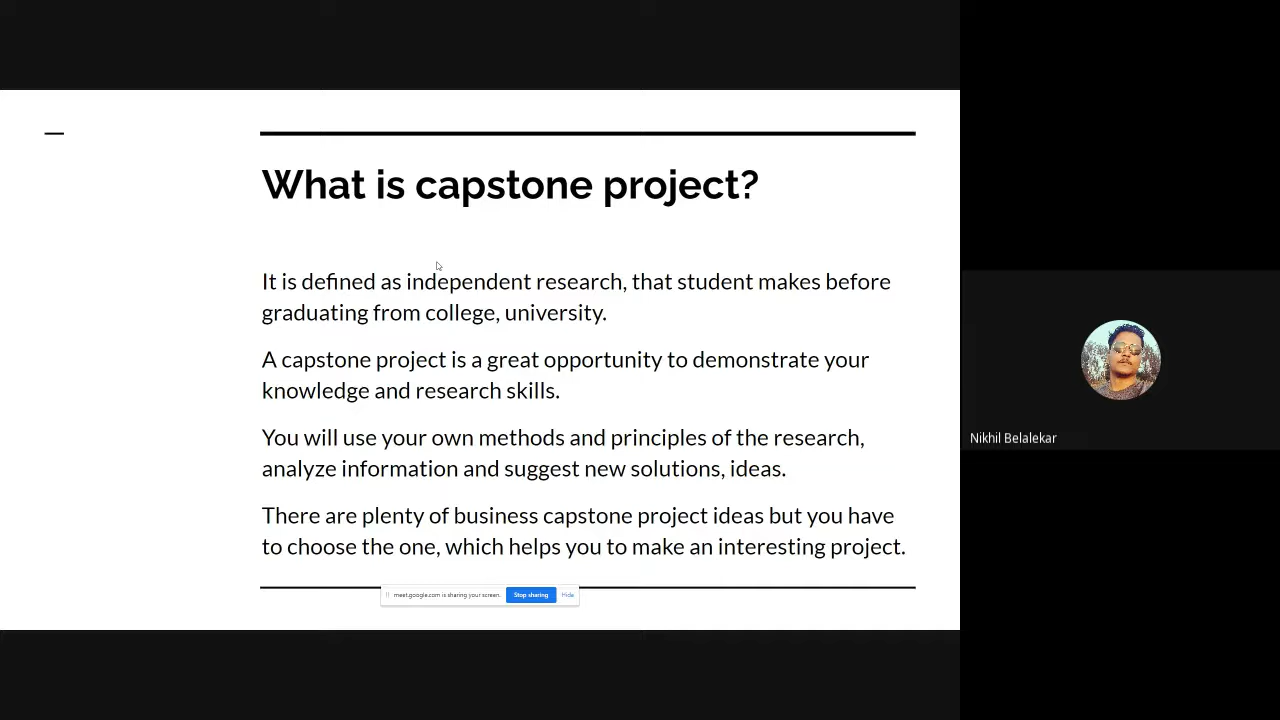 What is capstone project?
It is defined as independent research, that student makes before
graduating from college, university.
A capstone project is a great opportunity to demonstrate your
knowledge and research skills.
You will use your own methods and principles of the research,
analyze information and suggest new solutions, ideas.
There are plenty of business capstone project ideas but you have
to choose the one, which helps you to make an interesting project.
meet.google.com is sharing your screen. Stop sharing Hide
Nikhil Belalekar